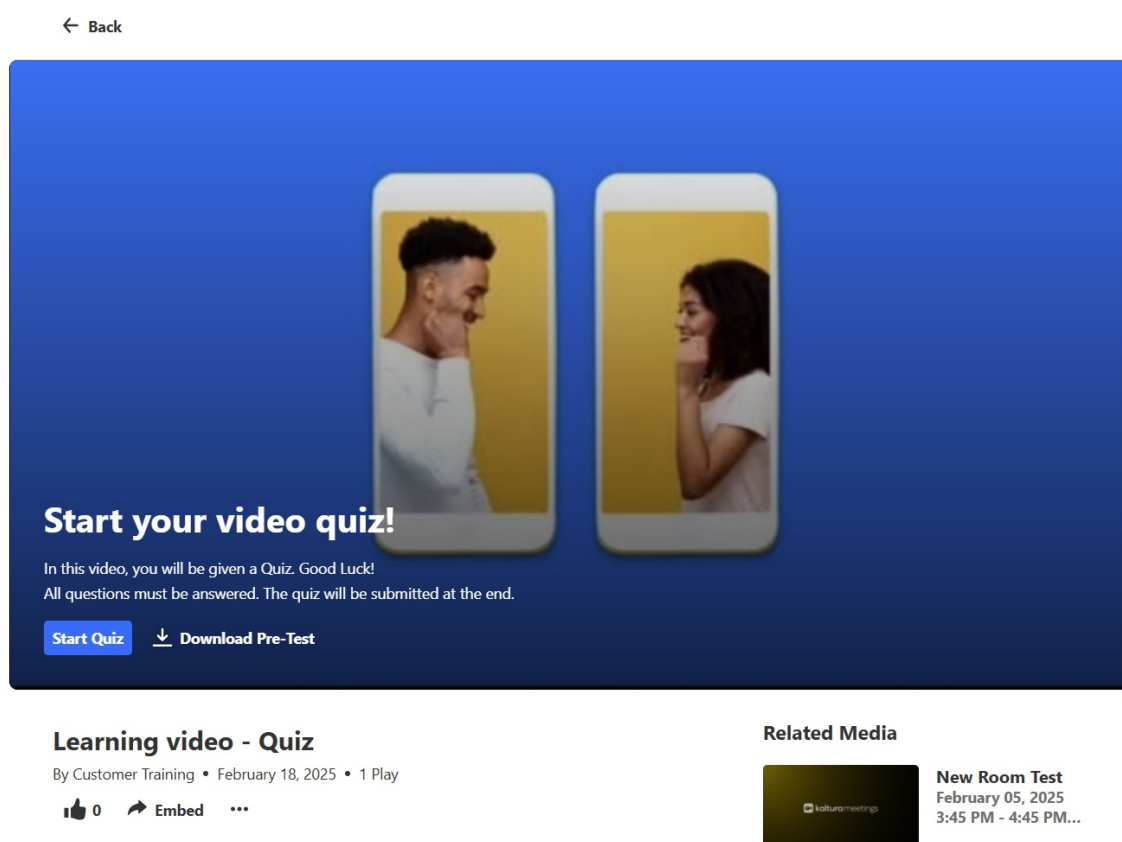 Back
Start your video quiz!
In this video, you will be given a Quiz. Good Luck!
All questions must be answered. The quiz will be submitted at the end.
Start Quiz
Download Pre-Test
Learning video - Quiz
By Customer Training • February 18, 2025 • 1 Play
0
Embed
•••
Related Media
kalturameetings
New Room Test
February 05, 2025
3:45 PM - 4:45 PM...